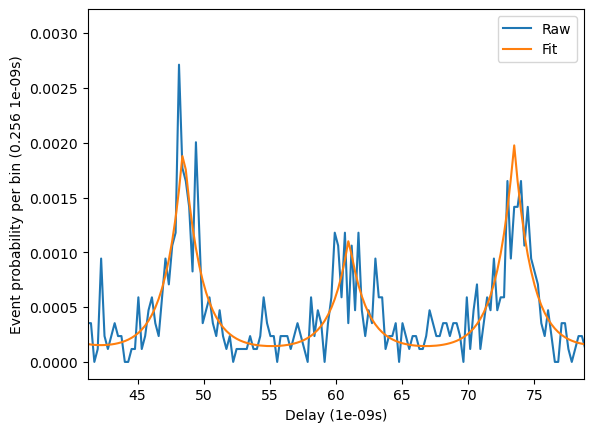 Raw
Fit
Event probability per bin (0.256 1e-09s)
0.0030
0.0025
0.0020
0.0015
0.0010
0.0005
0.0000
45 50 55 60 65 70 75
Delay (1e-09s)